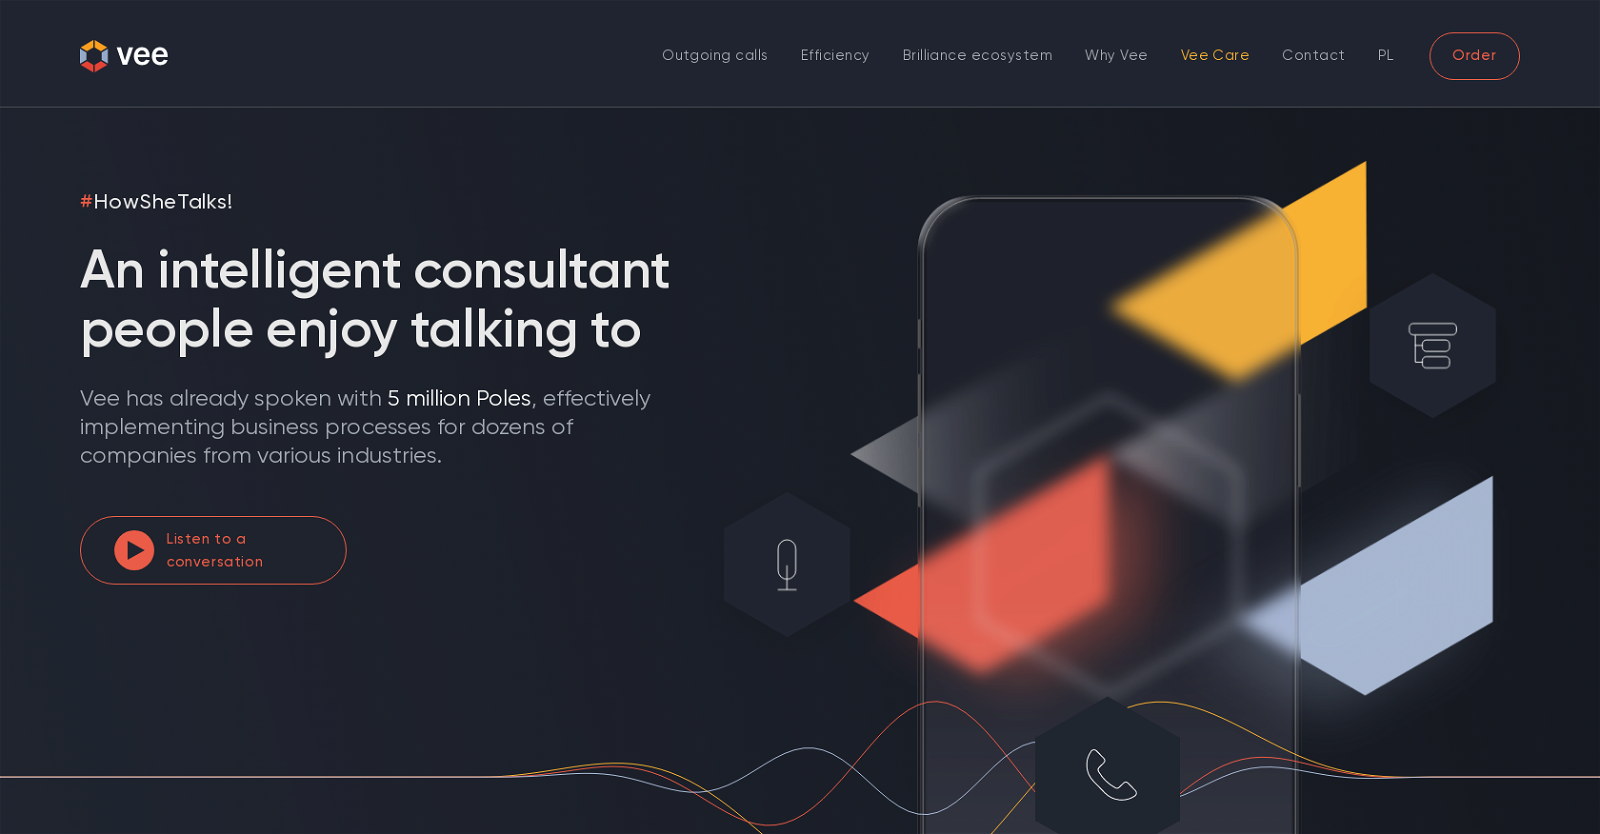 vee
Outgoing calls
Efficiency
Brilliance ecosystem
Why Vee
Vee Care
Contact
PL
Order
#HowSheTalks!
An intelligent consultant
people enjoy talking to
Vee has already spoken with 5 million Poles, effectively
implementing business processes for dozens of
companies from various industries.
Listen to a
conversation